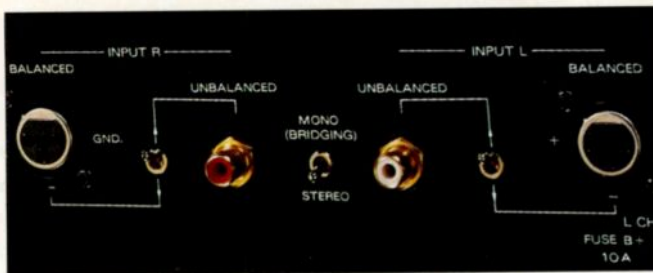 INPUT R
INPUT L
BALANCED
BALANCED
UNBALANCED
UNBALANCED
MONO
(BRIDGING)
GND.
+
STEREO
−
−
L CH
FUSE B+
10A